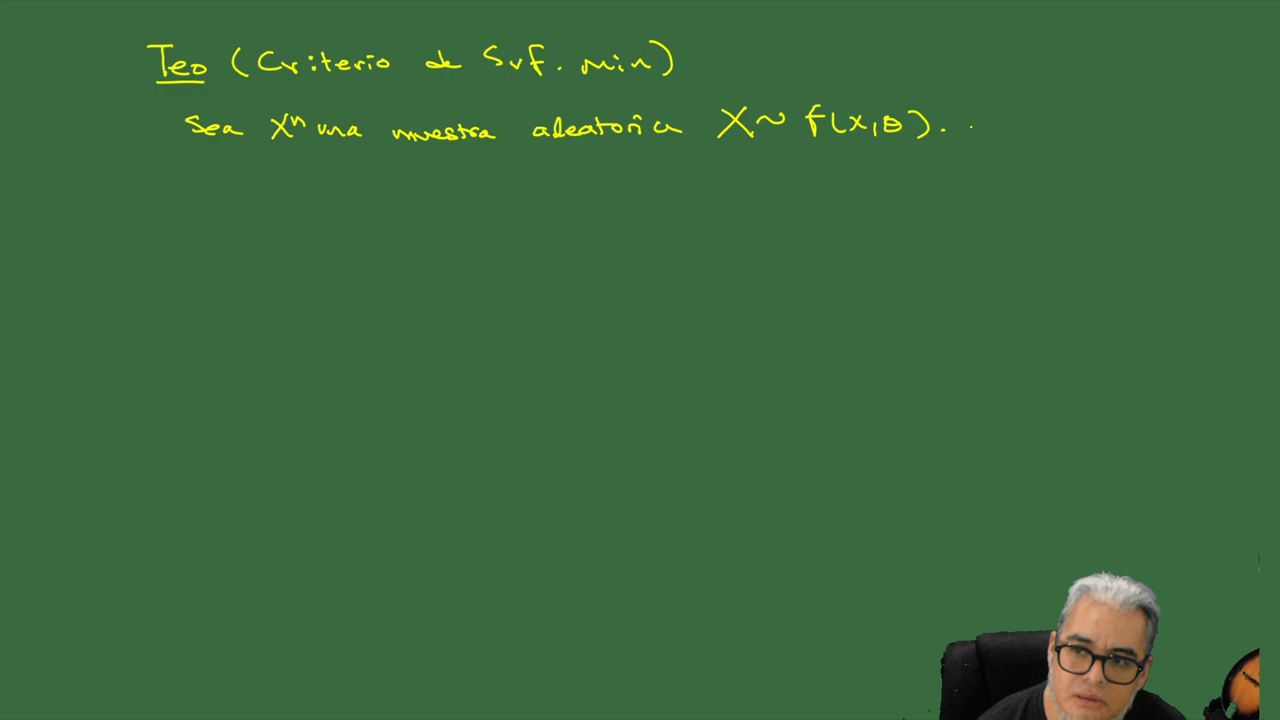 Teo (Criterio de Suf. Min)
Sea Xⁿ una muestra aleatoria X ~ f(x,θ). .